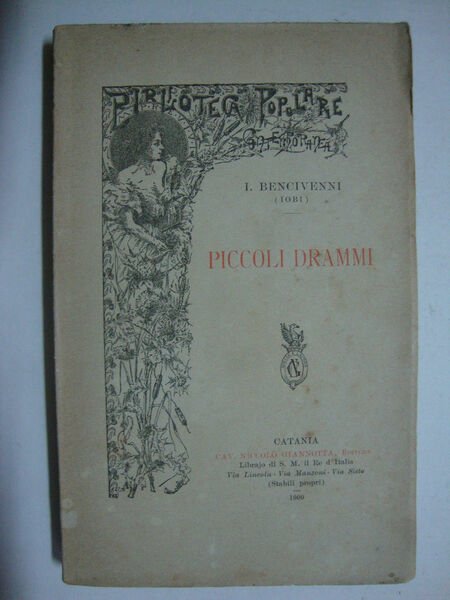 BIBLIOTECA POPOLARE
CONTEMPORANEA
I. BENCIVENNI
(IOBI)
PICCOLI DRAMMI
CATANIA
CAV. NICCOLÒ GIANNOTTA, EDITORE
Librajo di S. M. il Re d'Italia
Via Lincoln - Via Manzoni - Via Sisto
(Stabili propri)
1900